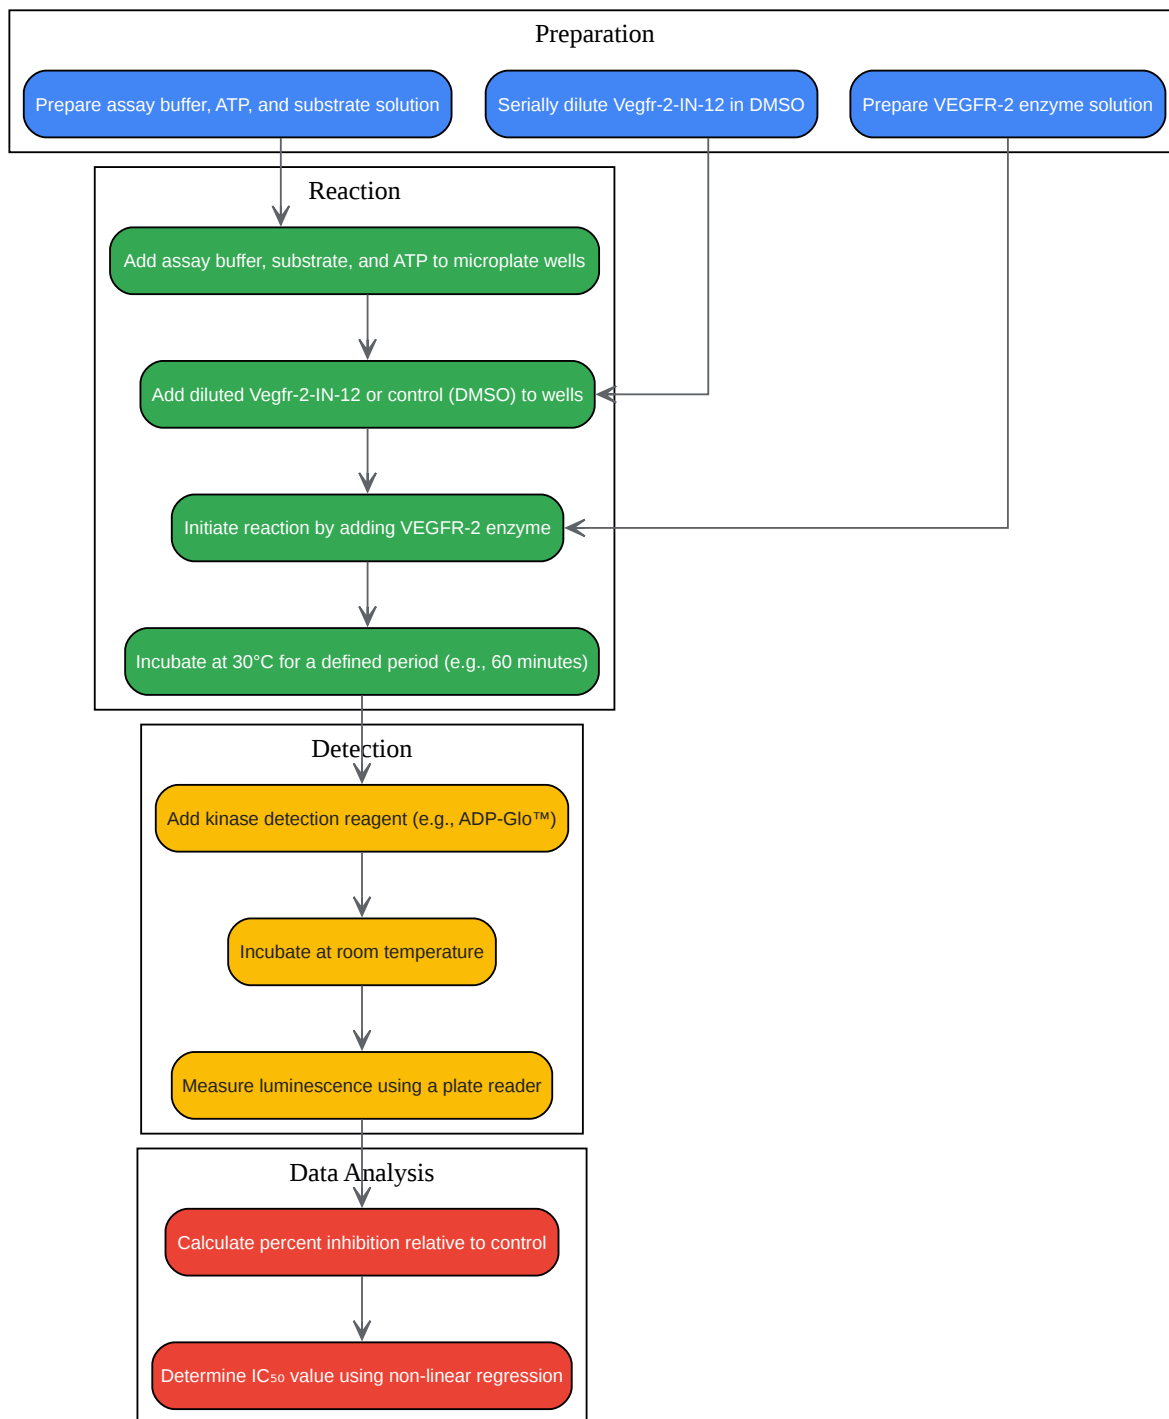 Preparation
Prepare assay buffer, ATP, and substrate solution
Serially dilute Vegfr-2-IN-12 in DMSO
Prepare VEGFR-2 enzyme solution
Reaction
Add assay buffer, substrate, and ATP to microplate wells
Add diluted Vegfr-2-IN-12 or control (DMSO) to wells
Initiate reaction by adding VEGFR-2 enzyme
Incubate at 30°C for a defined period (e.g., 60 minutes)
Detection
Add kinase detection reagent (e.g., ADP-Glo™)
Incubate at room temperature
Measure luminescence using a plate reader
Data Analysis
Calculate percent inhibition relative to control
Determine IC₅₀ value using non-linear regression